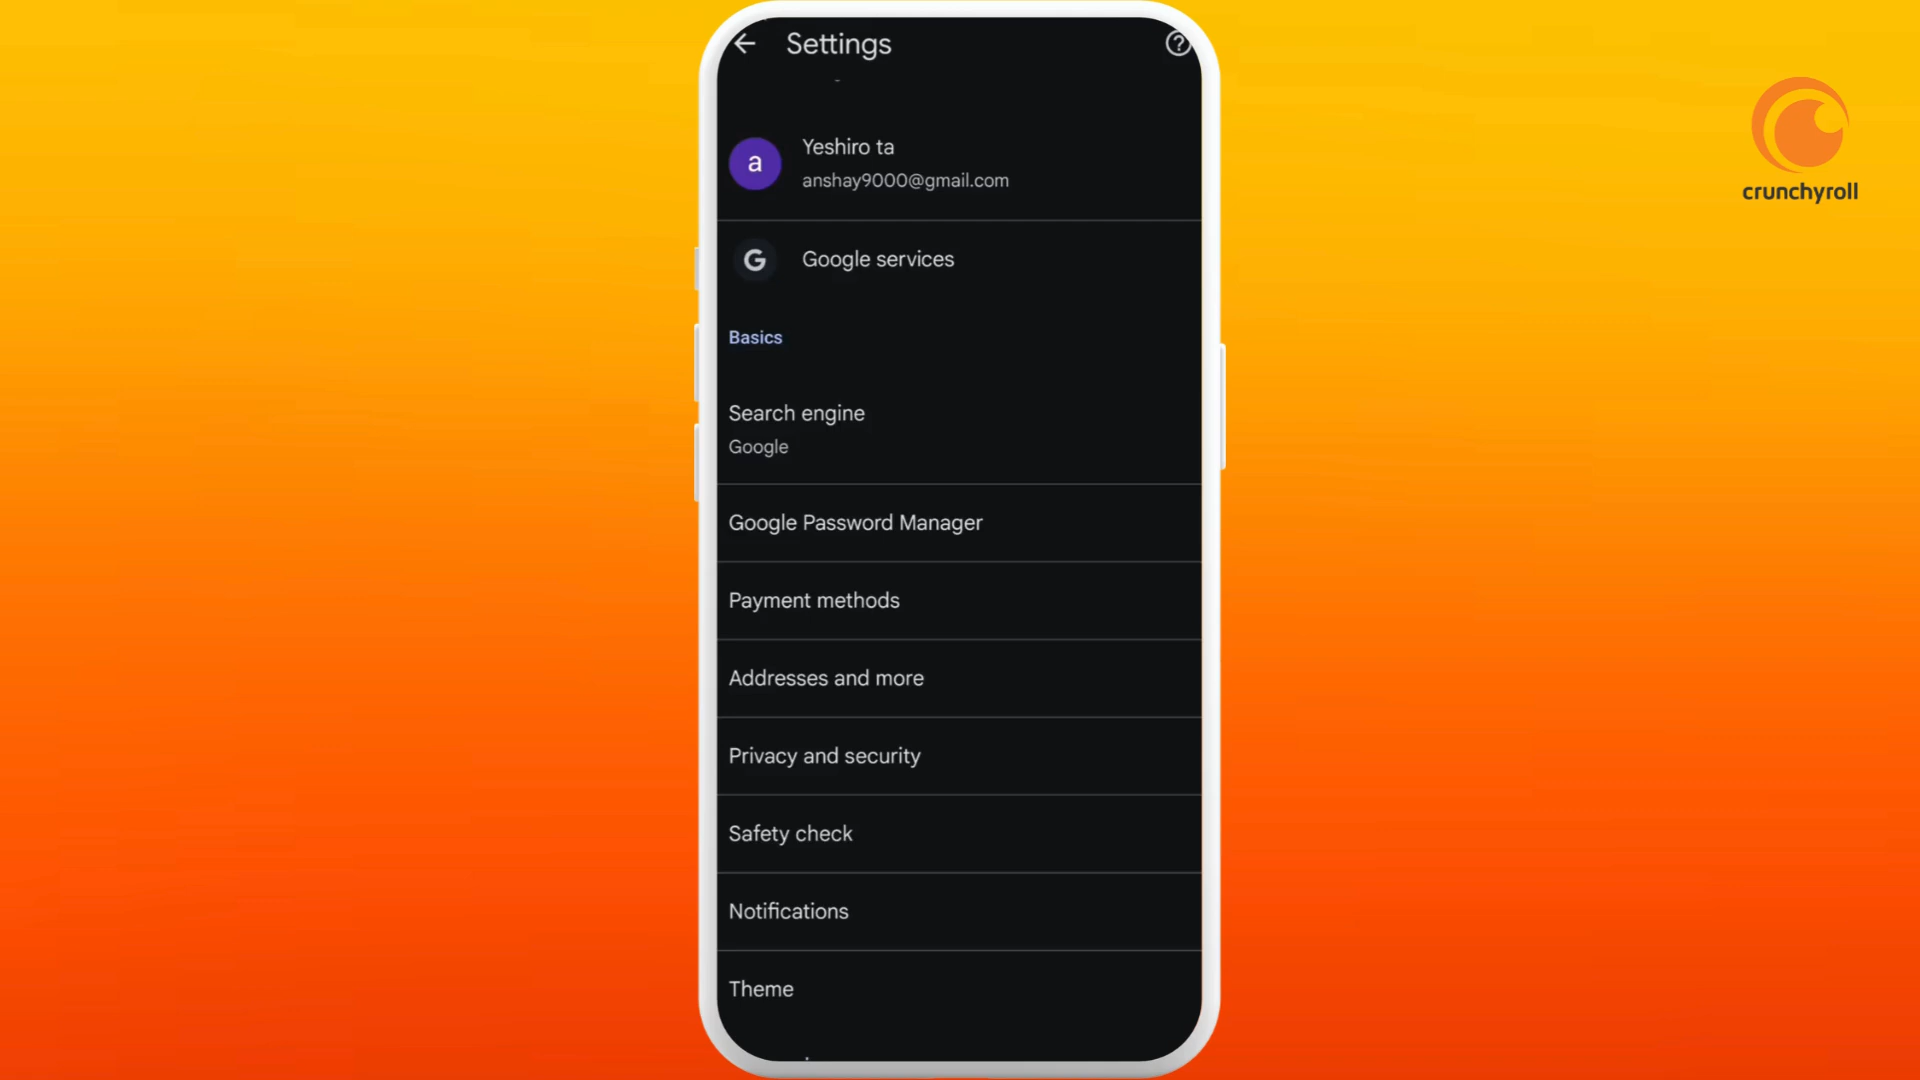 Settings
crunchyroll
a
Yeshiro ta
anshay9000@gmail.com
G
Google services
Basics
Search engine
Google
Google Password Manager
Payment methods
Addresses and more
Privacy and security
Safety check
Notifications
Theme